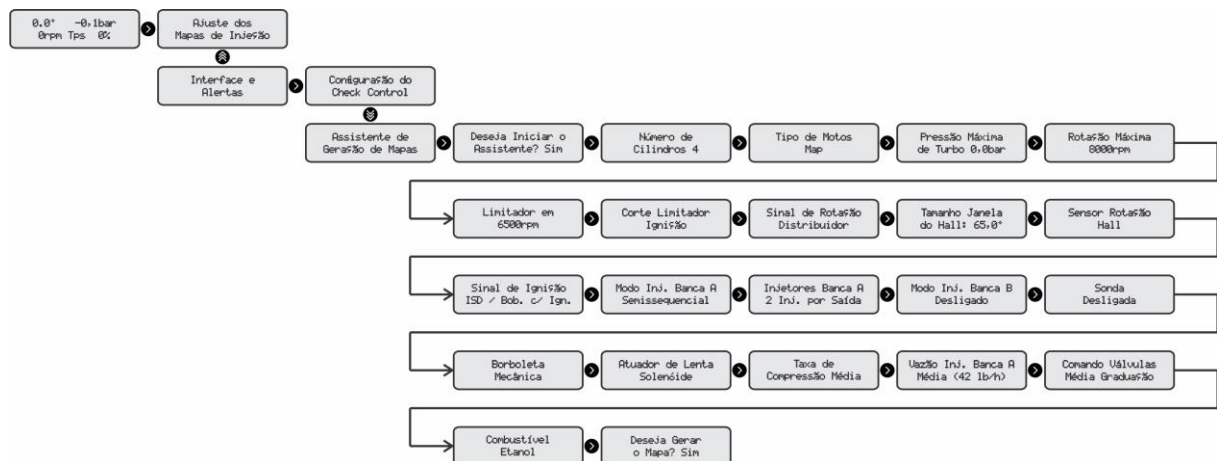 0.0° -0,1bar
0rpm Tps 0%
Ajuste dos
Mapas de Injeção
Interface e
Alertas
Configuração do
Check Control
Assistente de
Geração de Mapas
Deseja Iniciar o
Assistente? Sim
Número de
Cilindros 4
Tipo de Motos
Map
Pressão Máxima
de Turbo 0,0bar
Rotação Máxima
8000rpm
Limitador em
6500rpm
Corte Limitador
Ignição
Sinal de Rotação
Distribuidor
Tamanho Janela
do Hall: 65,0°
Sensor Rotação
Hall
Sinal de Ignição
ISD / Bob. c/ Ign.
Modo Inj. Banca A
Semissequencial
Injetores Banca A
2 Inj. por Saída
Modo Inj. Banca B
Desligado
Sonda
Desligada
Borboleta
Mecânica
Atuador de Lenta
Solenóide
Taxa de
Compressão Média
Vazão Inj. Banca A
Média (42 lb/h)
Comando Válvulas
Média Graduação
Combustível
Etanol
Deseja Gerar
o Mapa? Sim